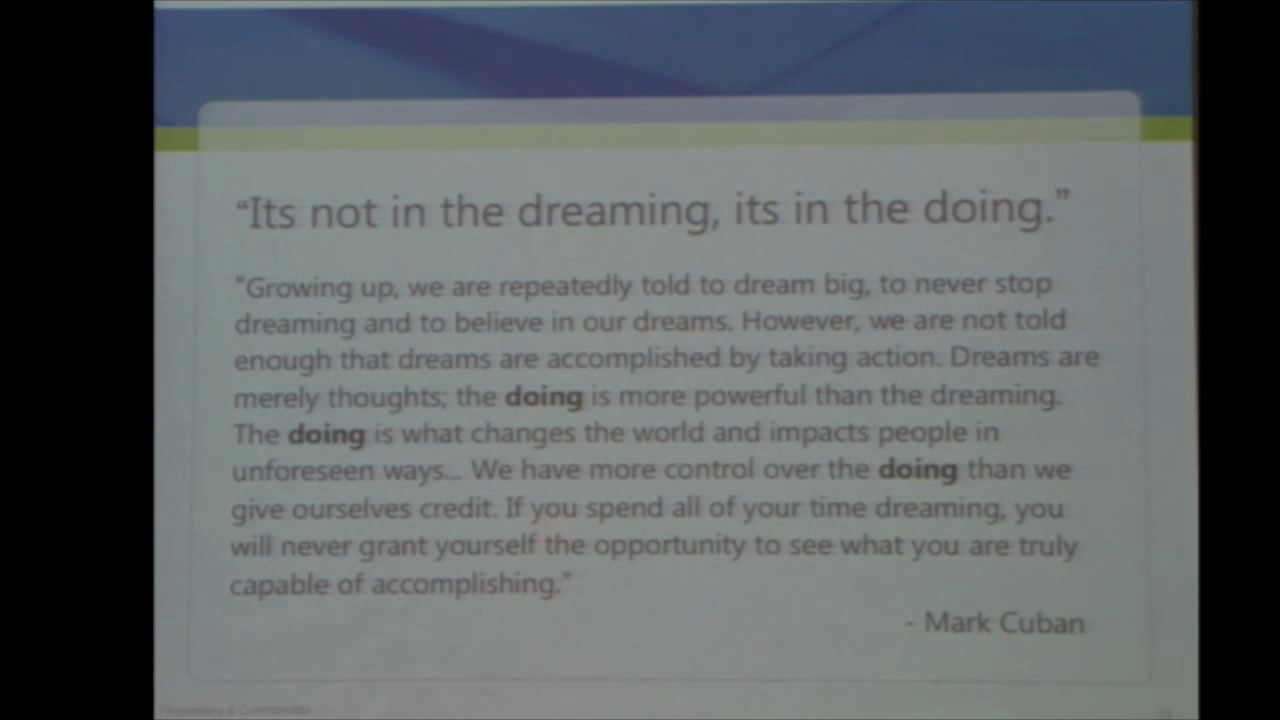 “Its not in the dreaming, its in the doing.”
“Growing up, we are repeatedly told to dream big, to never stop
dreaming and to believe in our dreams. However, we are not told
enough that dreams are accomplished by taking action. Dreams are
merely thoughts; the doing is more powerful than the dreaming.
The doing is what changes the world and impacts people in
unforeseen ways... We have more control over the doing than we
give ourselves credit. If you spend all of your time dreaming, you
will never grant yourself the opportunity to see what you are truly
capable of accomplishing.”
- Mark Cuban
Proprietary & Confidential